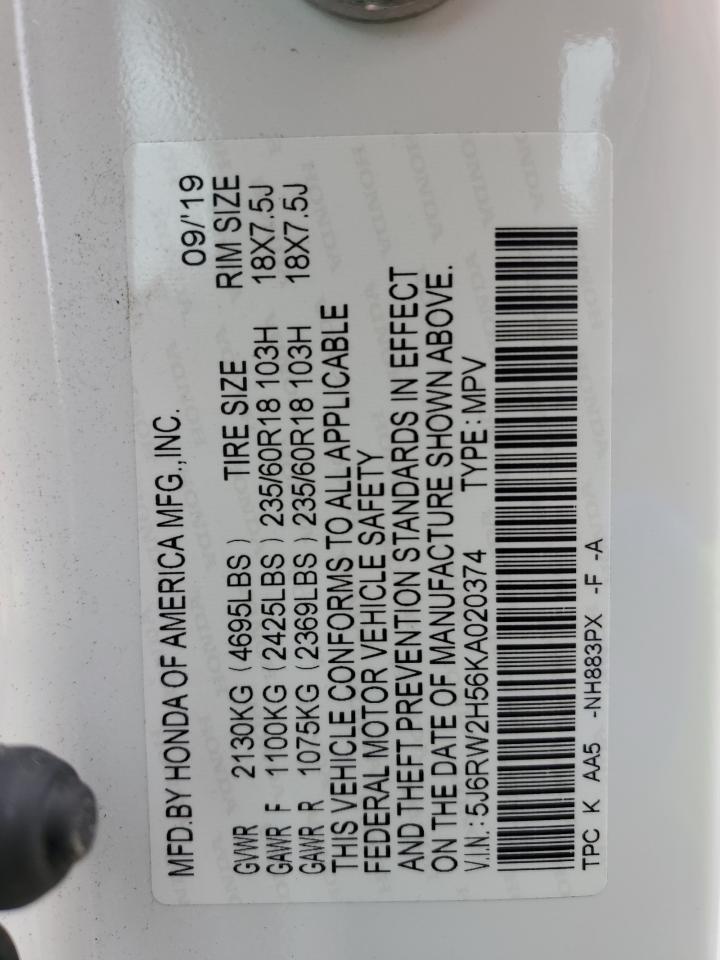 MFD.BY HONDA OF AMERICA MFG.,INC. 09/'19
GVWR 2130KG (4695LBS) TIRE SIZE RIM SIZE
GAWR F 1100KG (2425LBS) 235/60R18 103H 18X7.5J
GAWR R 1075KG (2369LBS) 235/60R18 103H 18X7.5J
THIS VEHICLE CONFORMS TO ALL APPLICABLE
FEDERAL MOTOR VEHICLE SAFETY
AND THEFT PREVENTION STANDARDS IN EFFECT
ON THE DATE OF MANUFACTURE SHOWN ABOVE.
V.I.N.: 5J6RW2H56KA020374 TYPE: MPV
TPC K AA5 -NH883PX -F -A